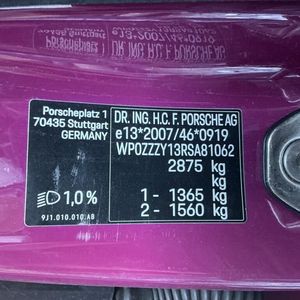 Porscheplatz 1
70435 Stuttgart
GERMANY
DR. ING. H.C. F. PORSCHE AG
e13*2007/46*0919
WP0ZZZY13RSA81062
2875 kg
kg
1 - 1365 kg
2 - 1560 kg
1,0 %
9J1.010.010.AB